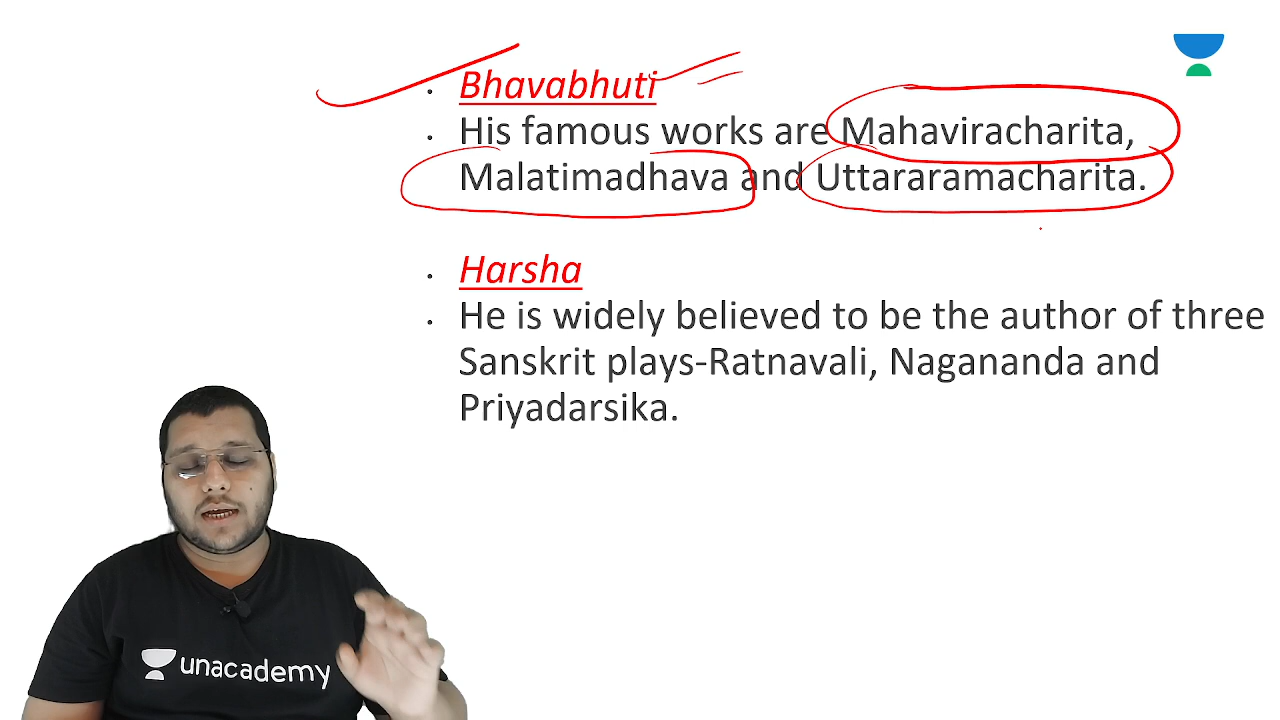 Bhavabhuti
His famous works are Mahaviracharita,
Malatimadhava and Uttararamacharita.
Harsha
He is widely believed to be the author of three
Sanskrit plays-Ratnavali, Nagananda and
Priyadarsika.
unacademy